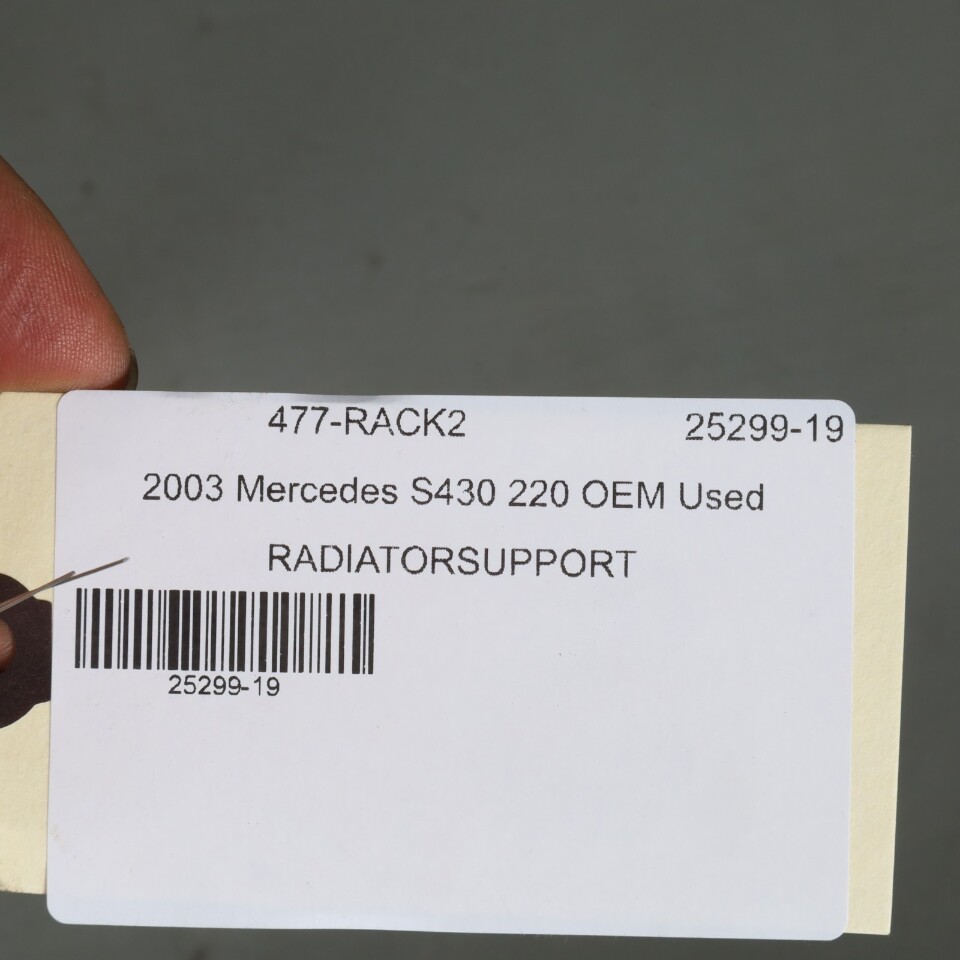 477-RACK2 25299-19
2003 Mercedes S430 220 OEM Used
RADIATORSUPPORT
25299-19